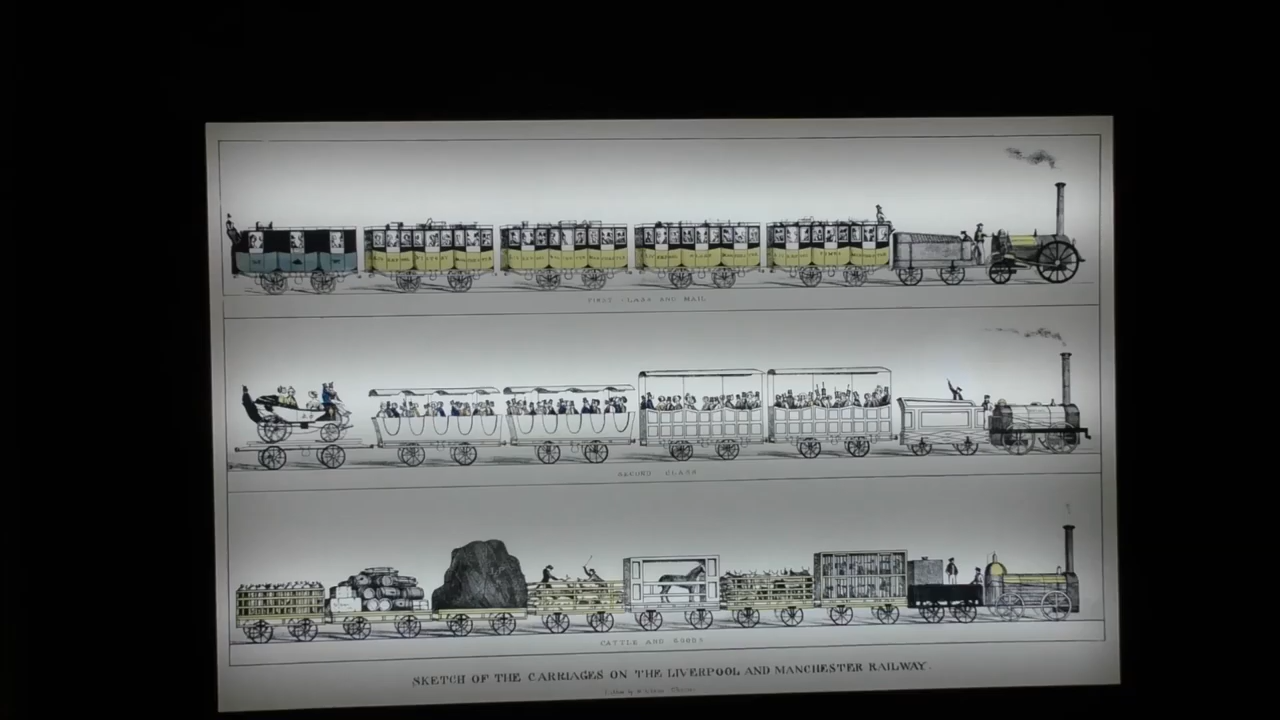 FIRST CLASS AND MAIL
SECOND CLASS
CATTLE AND GOODS
SKETCH OF THE CARRIAGES ON THE LIVERPOOL AND MANCHESTER RAILWAY.